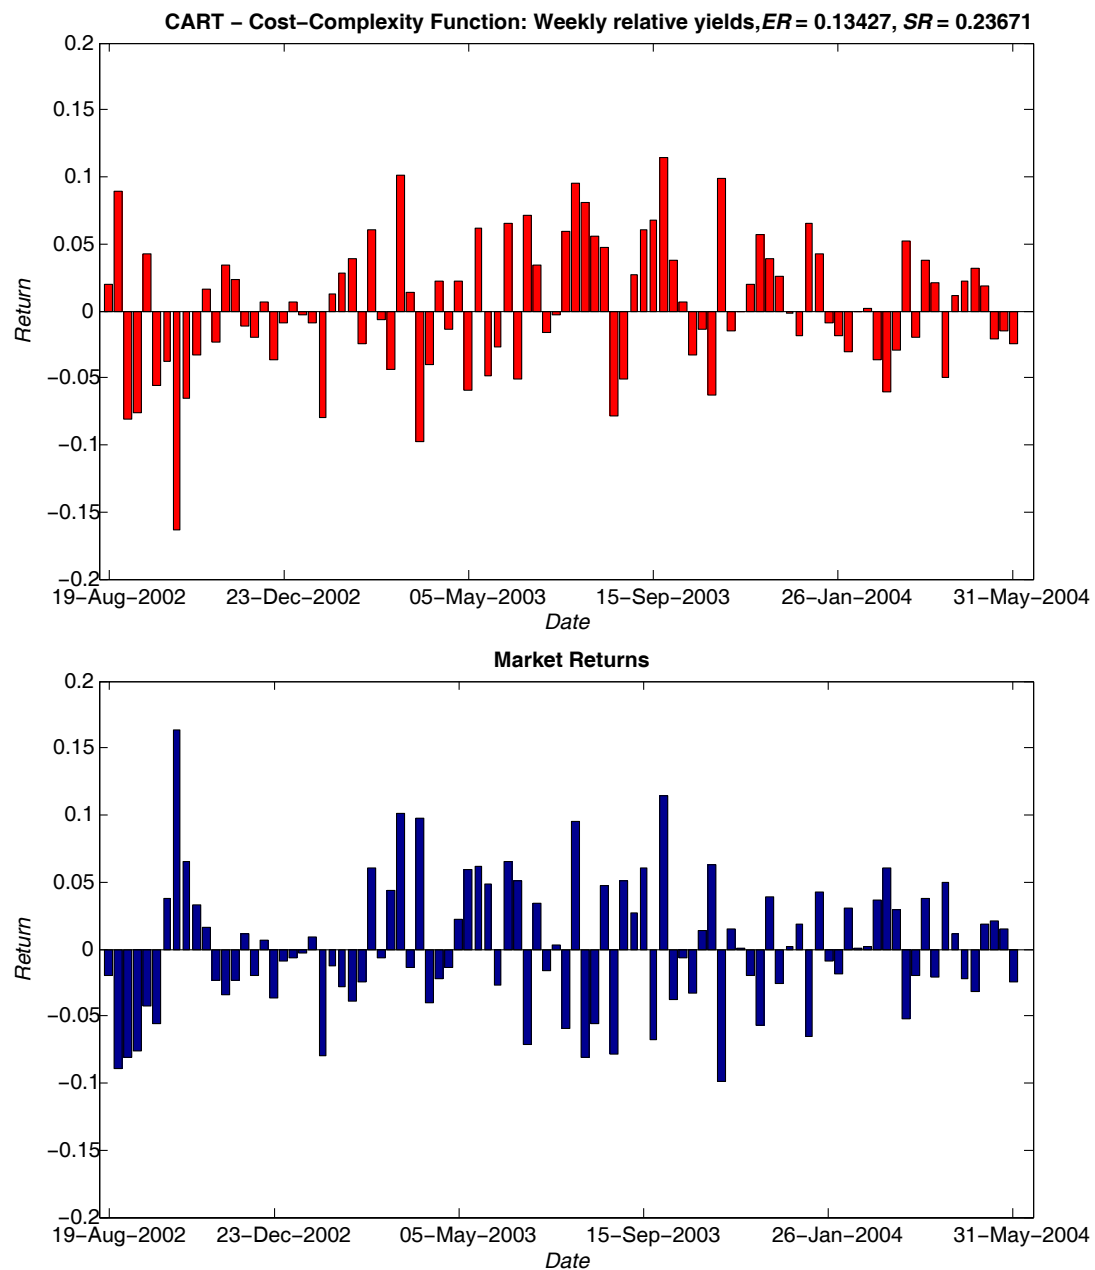 CART − Cost−Complexity Function: Weekly relative yields,ER = 0.13427, SR = 0.23671
0.2
0.15
0.1
0.05
0
−0.05
−0.1
−0.15
−0.2
Return
19−Aug−2002 23−Dec−2002 05−May−2003 15−Sep−2003 26−Jan−2004 31−May−2004
Date
Market Returns
0.2
0.15
0.1
0.05
0
−0.05
−0.1
−0.15
−0.2
Return
19−Aug−2002 23−Dec−2002 05−May−2003 15−Sep−2003 26−Jan−2004 31−May−2004
Date